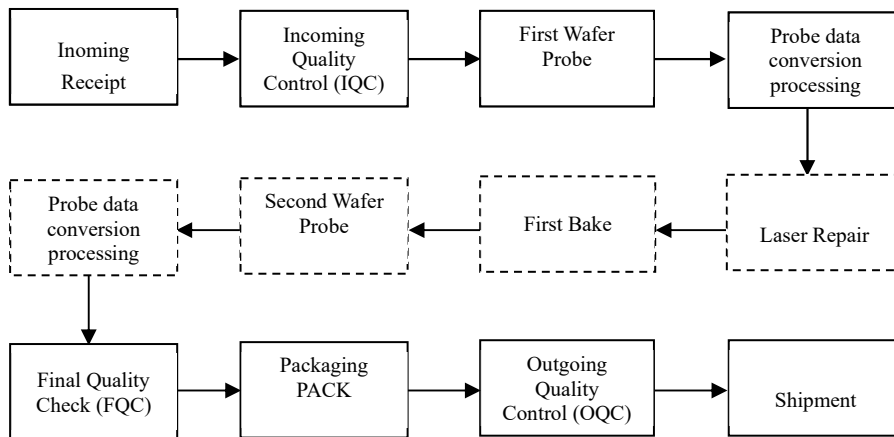 Inoming
Receipt
Incoming
Quality
Control (IQC)
First Wafer
Probe
Probe data
conversion
processing
Probe data
conversion
processing
Second Wafer
Probe
First Bake
Laser Repair
Final Quality
Check (FQC)
Packaging
PACK
Outgoing
Quality
Control (OQC)
Shipment